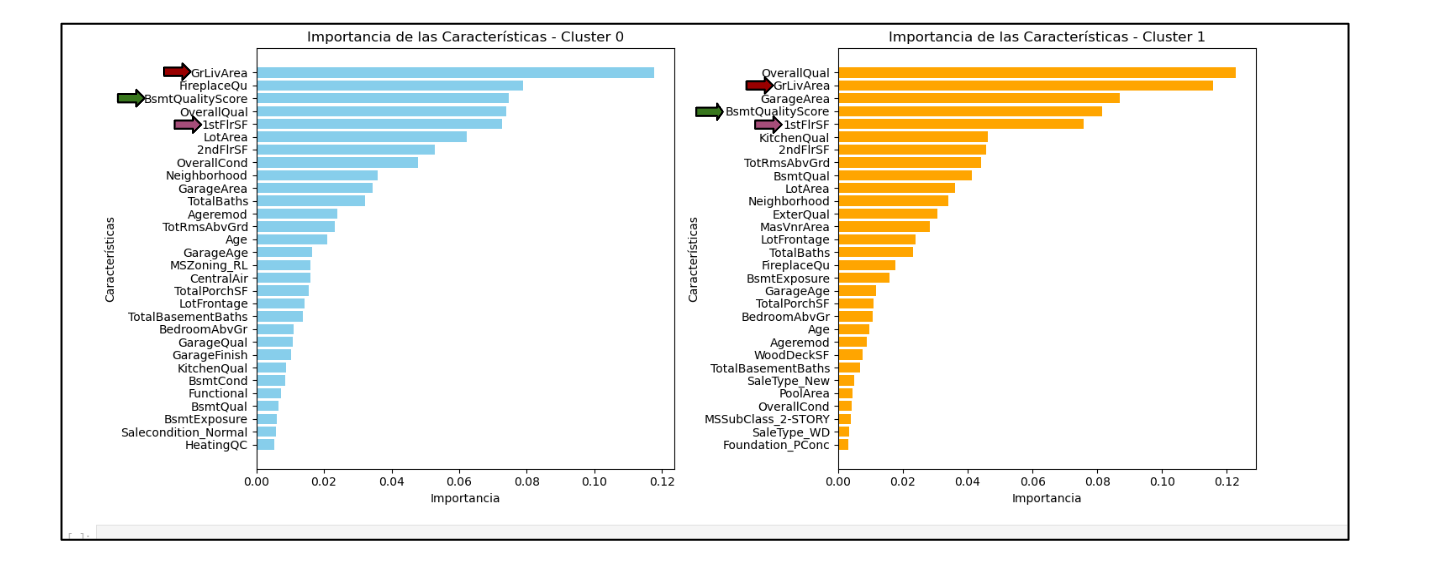 Importancia de las Características - Cluster 0
GrLivArea
FireplaceQu
BsmtQualityScore
OverallQual
1stFlrSF
LotArea
2ndFlrSF
OverallCond
Neighborhood
GarageArea
TotalBaths
Ageremod
TotRmsAbvGrd
Age
GarageAge
MSZoning_RL
CentralAir
TotalPorchSF
LotFrontage
TotalBasementBaths
BedroomAbvGr
GarageQual
GarageFinish
KitchenQual
BsmtCond
Functional
BsmtQual
BsmtExposure
Salecondition_Normal
HeatingQC
Características
0.00 0.02 0.04 0.06 0.08 0.10 0.12
Importancia
Importancia de las Características - Cluster 1
OverallQual
GrLivArea
GarageArea
BsmtQualityScore
1stFlrSF
KitchenQual
2ndFlrSF
TotRmsAbvGrd
BsmtQual
LotArea
Neighborhood
ExterQual
MasVnrArea
LotFrontage
TotalBaths
FireplaceQu
BsmtExposure
GarageAge
TotalPorchSF
BedroomAbvGr
Age
Ageremod
WoodDeckSF
TotalBasementBaths
SaleType_New
PoolArea
OverallCond
MSSubClass_2-STORY
SaleType_WD
Foundation_PConc
Características
0.00 0.02 0.04 0.06 0.08 0.10 0.12
Importancia
[ ]: